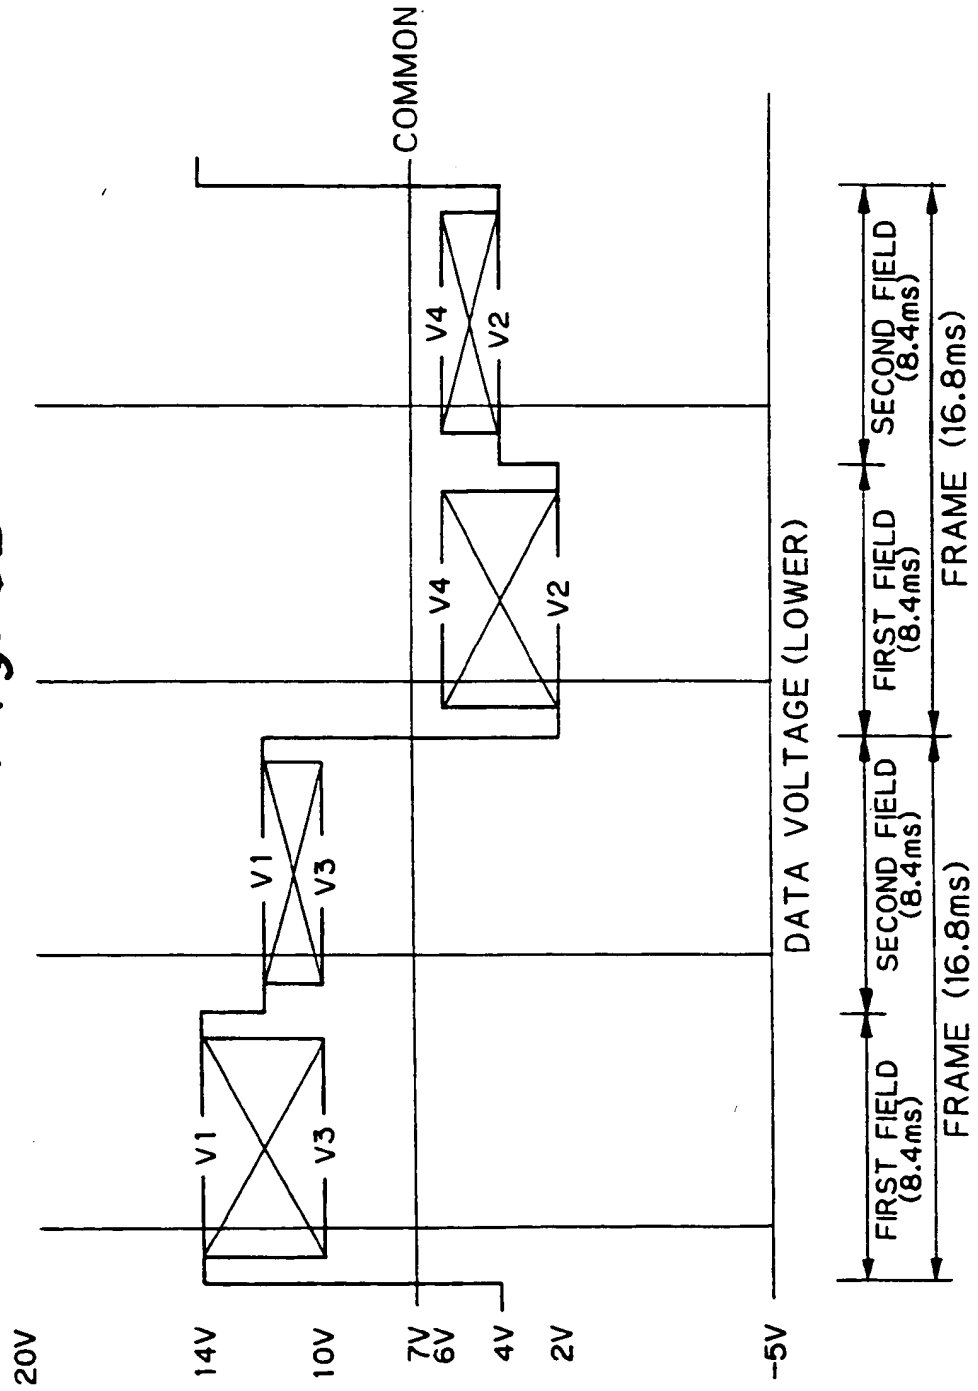 20V
14V
V1
V1
10V
V3
V3
7V
COMMON
6V
V4
V4
4V
V2
2V
V2
-5V
DATA VOLTAGE (LOWER)
FIRST FIELD
(8.4ms)
SECOND FIELD
(8.4ms)
FIRST FIELD
(8.4ms)
SECOND FIELD
(8.4ms)
FRAME (16.8ms)
FRAME (16.8ms)